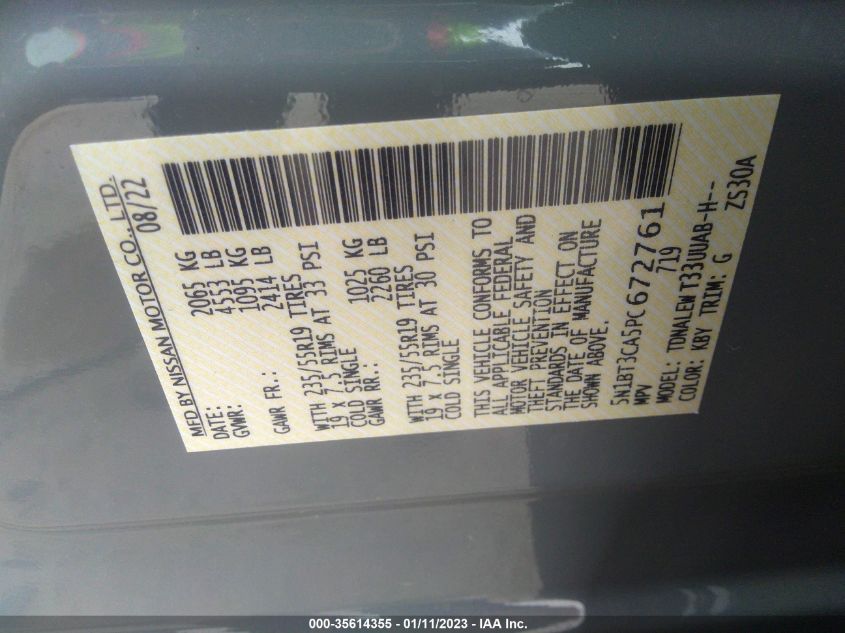 MFD BY NISSAN MOTOR CO., LTD.
DATE: 08/22
GVWR: 2065 KG
4553 LB
GAWR FR.: 1095 KG
2414 LB
WITH 235/55R19 TIRES
19 X 7.5 RIMS AT 33 PSI
COLD SINGLE
GAWR RR.: 1025 KG
2260 LB
WITH 235/55R19 TIRES
19 X 7.5 RIMS AT 30 PSI
COLD SINGLE
THIS VEHICLE CONFORMS TO
ALL APPLICABLE FEDERAL
MOTOR VEHICLE SAFETY AND
THEFT PREVENTION
STANDARDS IN EFFECT ON
THE DATE OF MANUFACTURE
SHOWN ABOVE.
5N1BT3CA5PC672761
MPV 719
MODEL: TDNALEWT33UUAB-H--
COLOR: KBY TRIM: G ZS30A
000-35614355 - 01/11/2023 - IAA Inc.